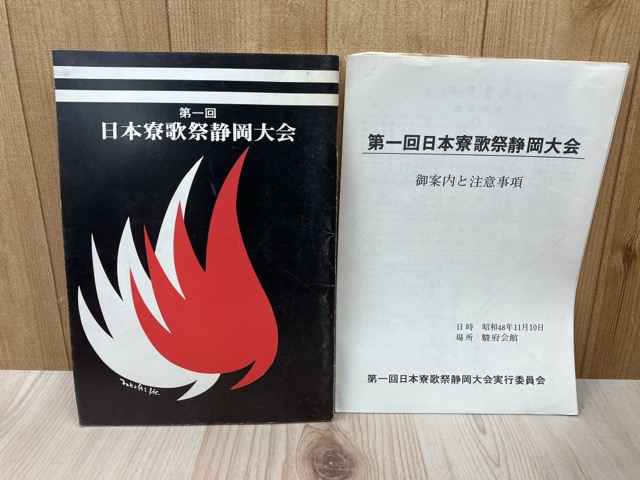 第一回
日本寮歌祭静岡大会
第一回日本寮歌祭静岡大会
御案内と注意事項
日時 昭和48年11月10日
場所 駿府会館
第一回日本寮歌祭静岡大会実行委員会